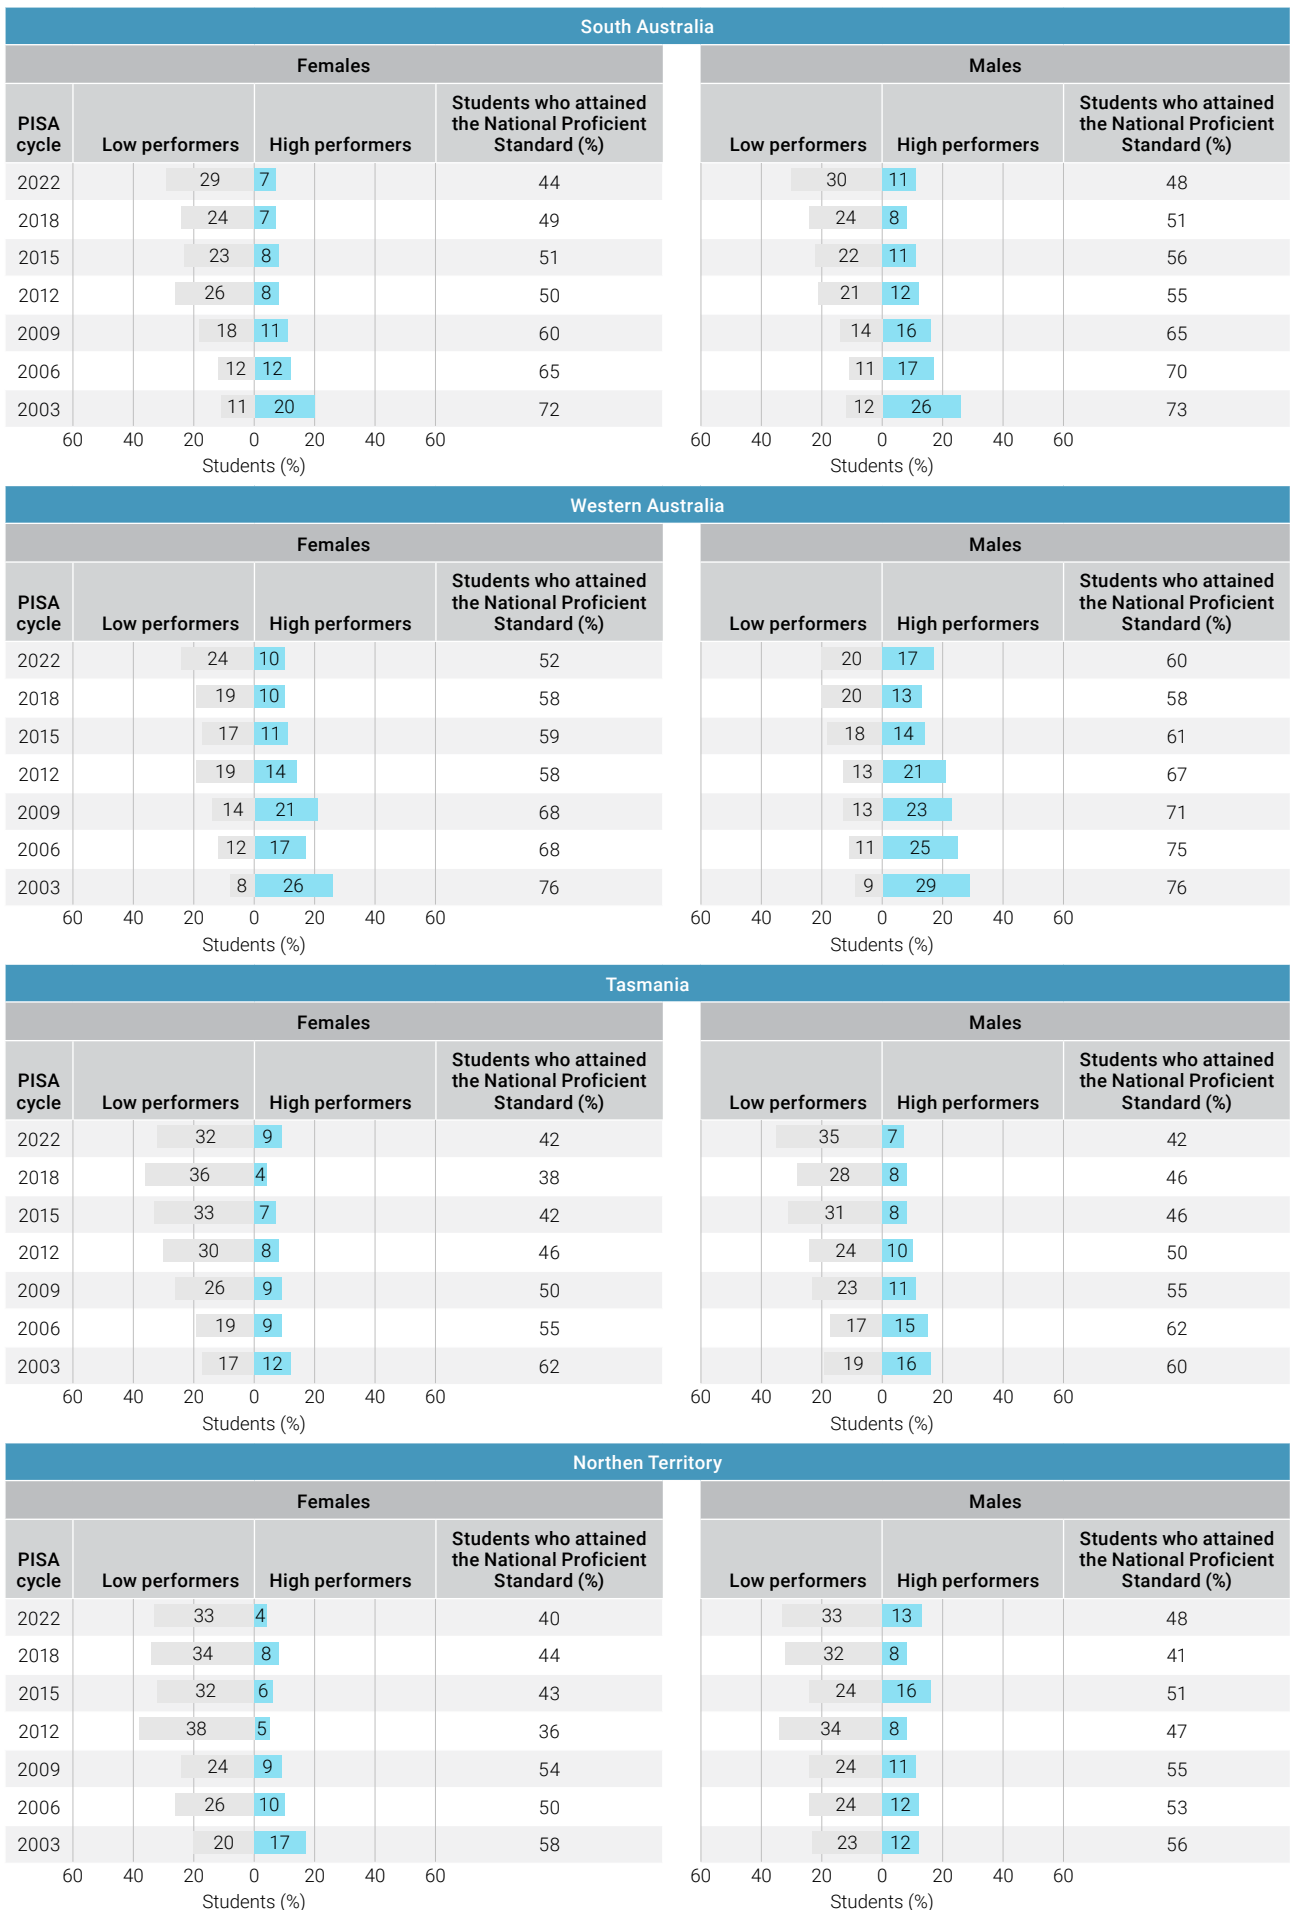 South Australia
Females Males
PISA cycle Low performers High performers Students who attained the National Proficient Standard (%) Low performers High performers Students who attained the National Proficient Standard (%)
2022 29 7 44 30 11 48
2018 24 7 49 24 8 51
2015 23 8 51 22 11 56
2012 26 8 50 21 12 55
2009 18 11 60 14 16 65
2006 12 12 65 11 17 70
2003 11 20 72 12 26 73
60 40 20 0 20 40 60 60 40 20 0 20 40 60
Students (%) Students (%)
Western Australia
Females Males
PISA cycle Low performers High performers Students who attained the National Proficient Standard (%) Low performers High performers Students who attained the National Proficient Standard (%)
2022 24 10 52 20 17 60
2018 19 10 58 20 13 58
2015 17 11 59 18 14 61
2012 19 14 58 13 21 67
2009 14 21 68 13 23 71
2006 12 17 68 11 25 75
2003 8 26 76 9 29 76
60 40 20 0 20 40 60 60 40 20 0 20 40 60
Students (%) Students (%)
Tasmania
Females Males
PISA cycle Low performers High performers Students who attained the National Proficient Standard (%) Low performers High performers Students who attained the National Proficient Standard (%)
2022 32 9 42 35 7 42
2018 36 4 38 28 8 46
2015 33 7 42 31 8 46
2012 30 8 46 24 10 50
2009 26 9 50 23 11 55
2006 19 9 55 17 15 62
2003 17 12 62 19 16 60
60 40 20 0 20 40 60 60 40 20 0 20 40 60
Students (%) Students (%)
Northen Territory
Females Males
PISA cycle Low performers High performers Students who attained the National Proficient Standard (%) Low performers High performers Students who attained the National Proficient Standard (%)
2022 33 4 40 33 13 48
2018 34 8 44 32 8 41
2015 32 6 43 24 16 51
2012 38 5 36 34 8 47
2009 24 9 54 24 11 55
2006 26 10 50 24 12 53
2003 20 17 58 23 12 56
60 40 20 0 20 40 60 60 40 20 0 20 40 60
Students (%) Students (%)